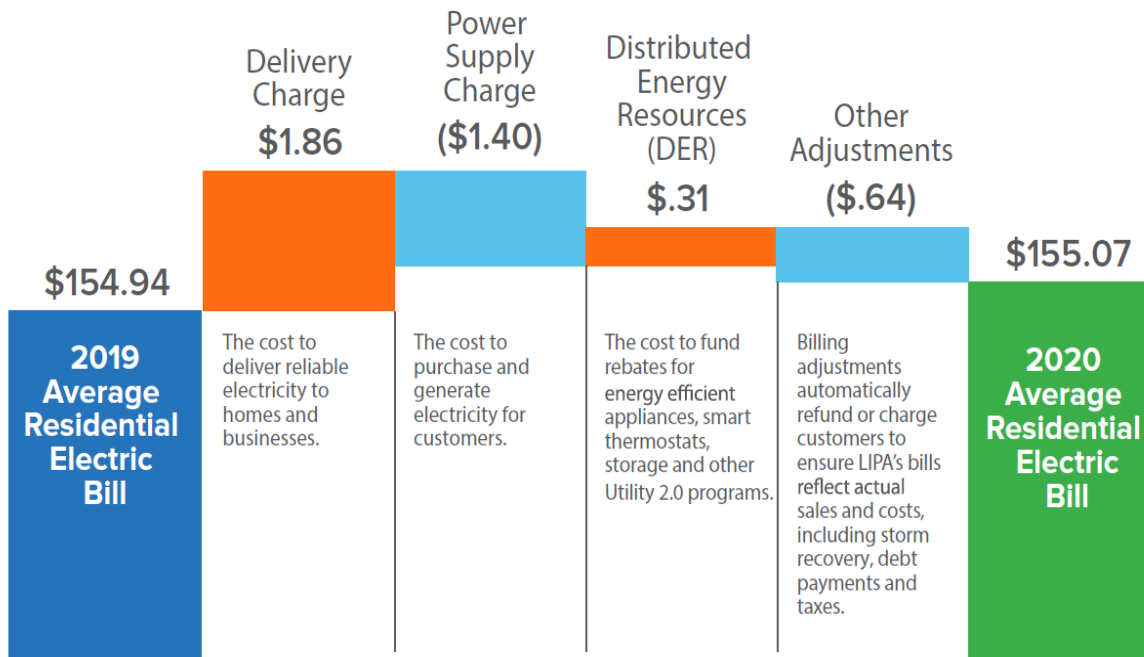 Delivery
Charge
$1.86
Power
Supply
Charge
($1.40)
Distributed
Energy
Resources
(DER)
$.31
Other
Adjustments
($.64)
$154.94
2019
Average
Residential
Electric
Bill
The cost to
deliver reliable
electricity to
homes and
businesses.
The cost to
purchase and
generate
electricity for
customers.
The cost to fund
rebates for
energy efficient
appliances, smart
thermostats,
storage and other
Utility 2.0 programs.
Billing
adjustments
automatically
refund or charge
customers to
ensure LIPA's bills
reflect actual
sales and costs,
including storm
recovery, debt
payments and
taxes.
$155.07
2020
Average
Residential
Electric
Bill